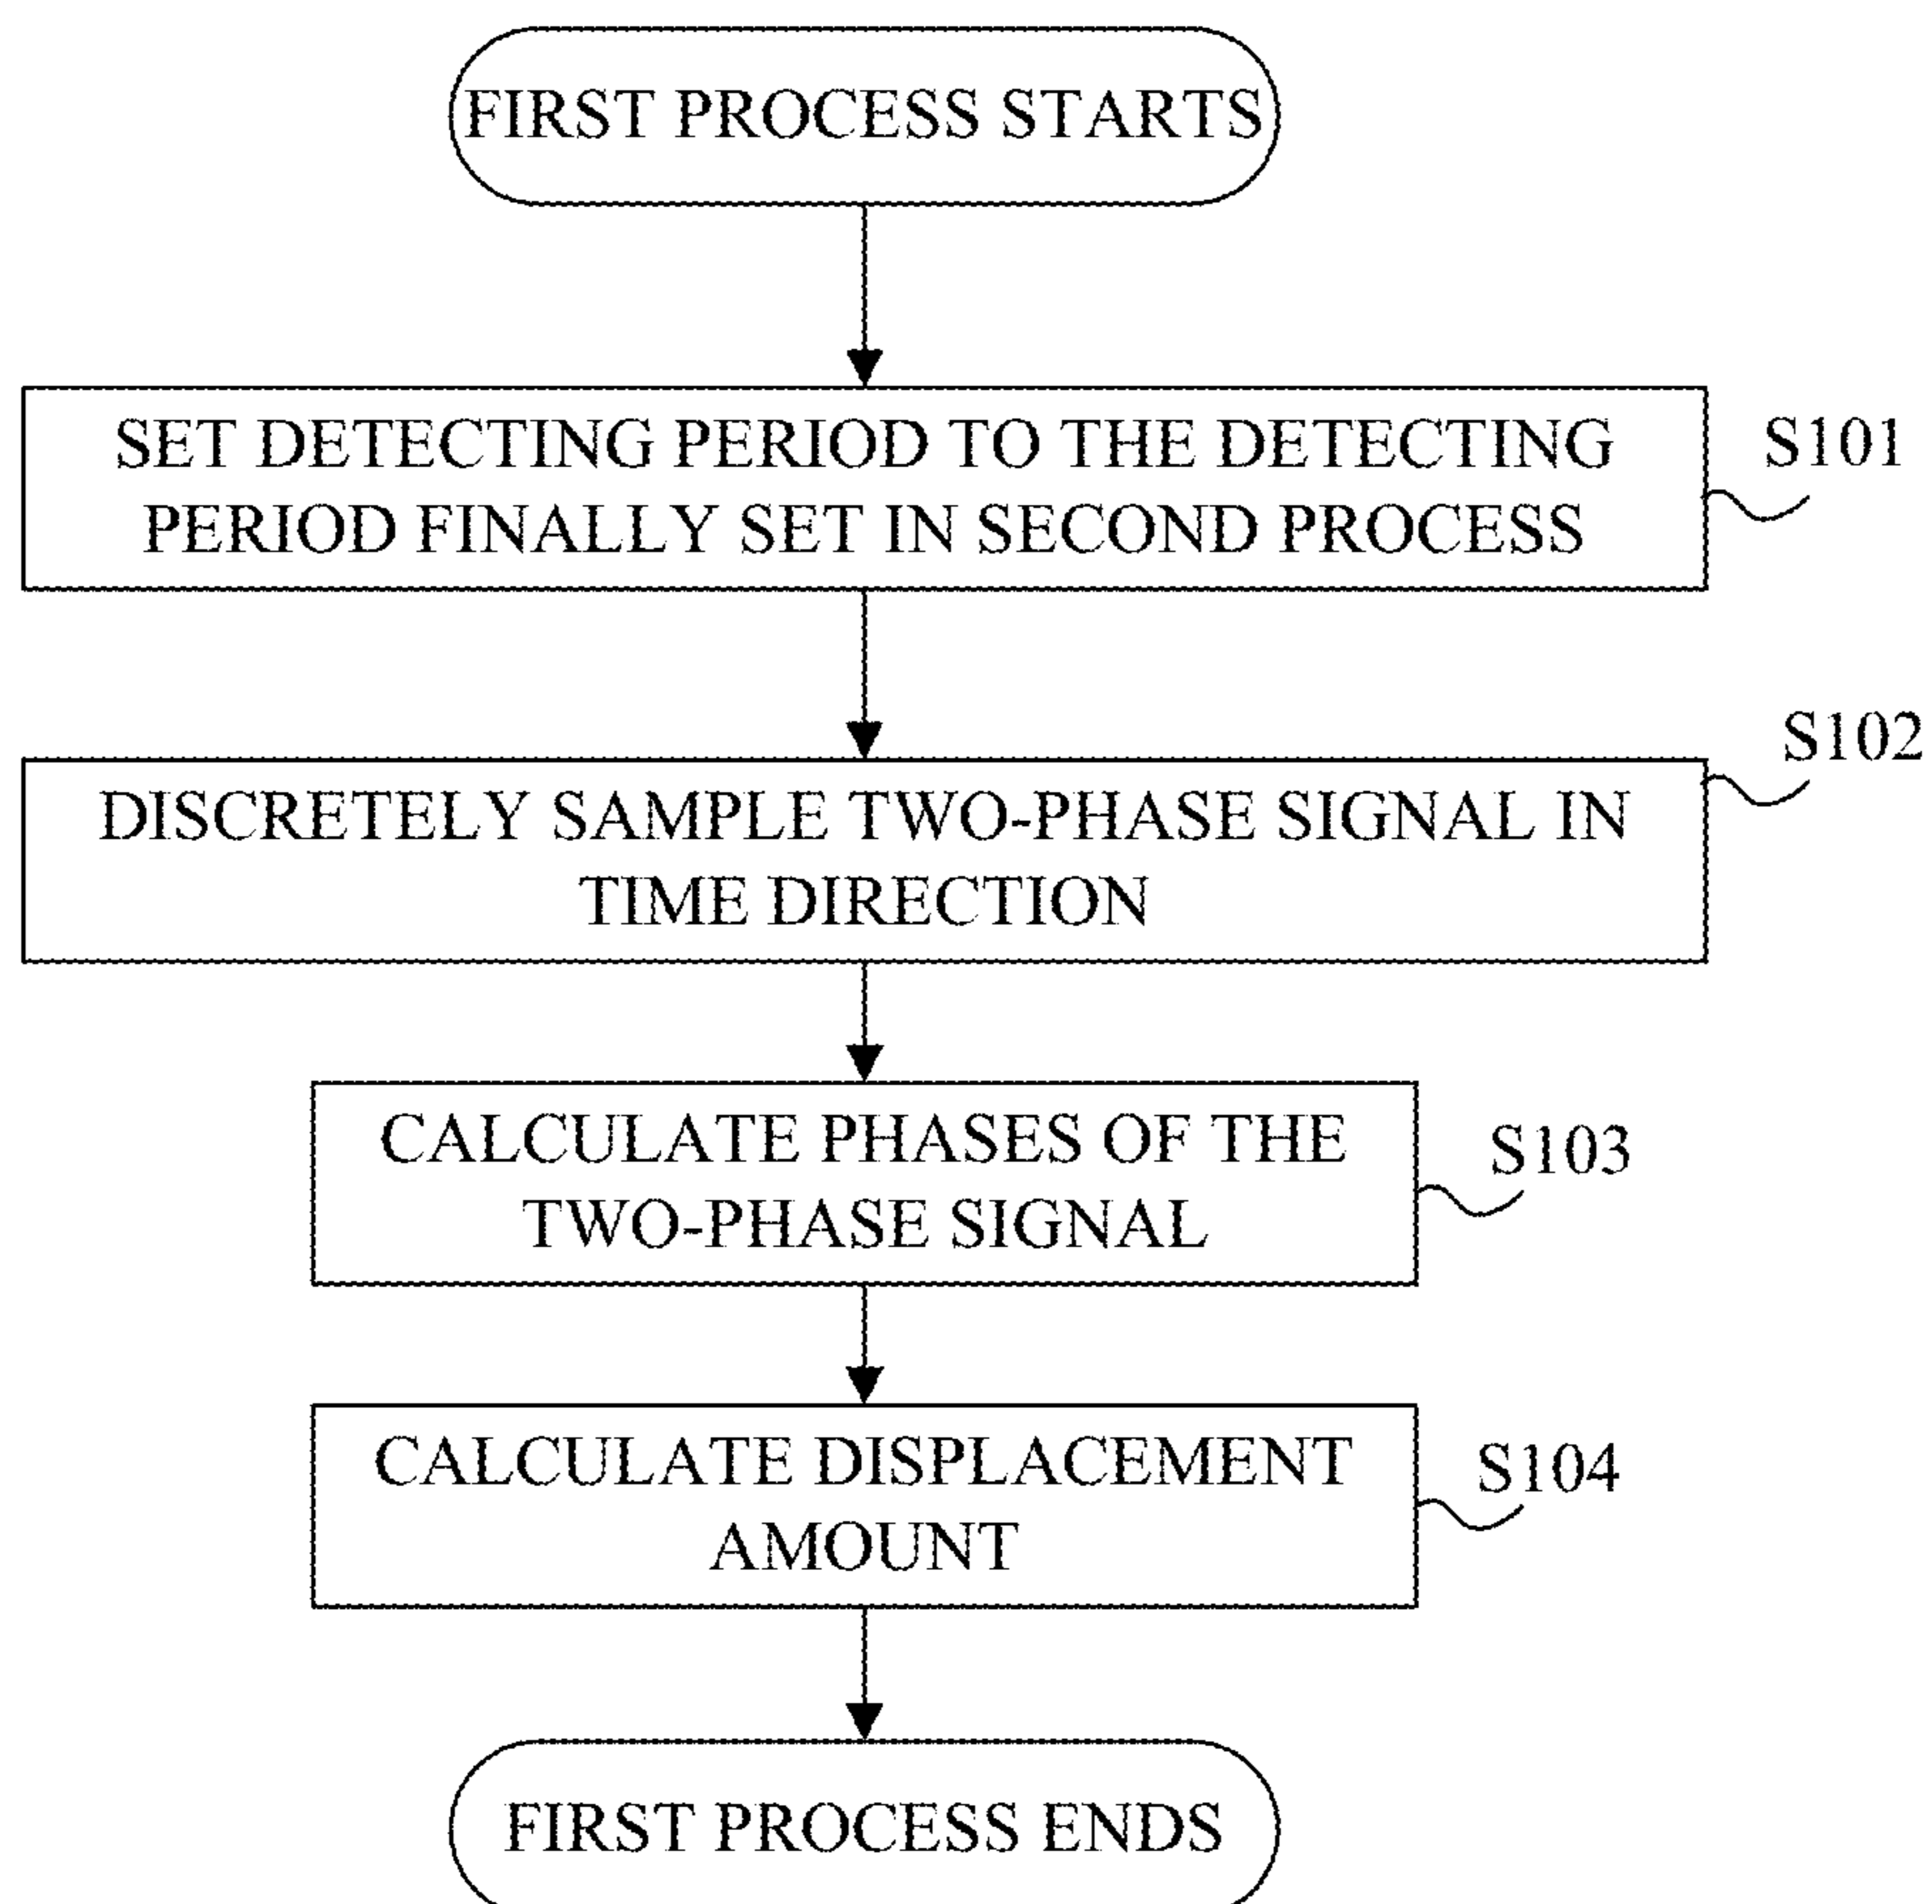 FIRST PROCESS STARTS
SET DETECTING PERIOD TO THE DETECTING
PERIOD FINALLY SET IN SECOND PROCESS
S101
S102
DISCRETELY SAMPLE TWO-PHASE SIGNAL IN
TIME DIRECTION
CALCULATE PHASES OF THE
TWO-PHASE SIGNAL
S103
CALCULATE DISPLACEMENT
AMOUNT
S104
FIRST PROCESS ENDS